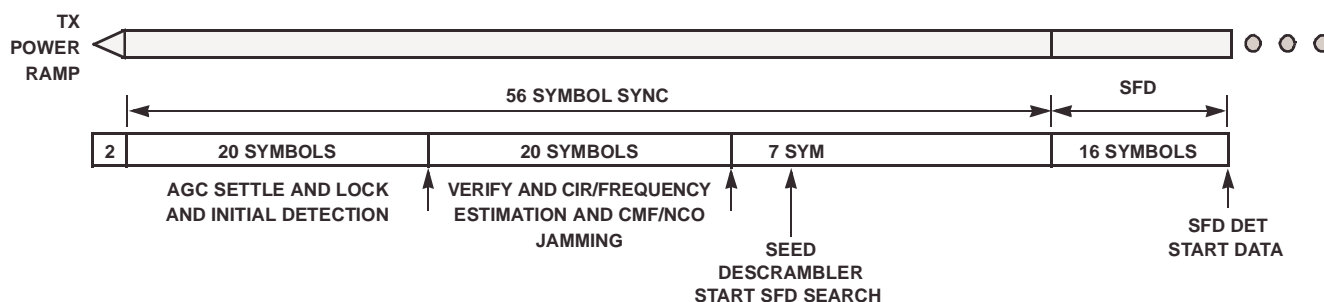 TX
POWER
RAMP
56 SYMBOL SYNC
SFD
2
20 SYMBOLS
20 SYMBOLS
7 SYM
16 SYMBOLS
AGC SETTLE AND LOCK
AND INITIAL DETECTION
VERIFY AND CIR/FREQUENCY
ESTIMATION AND CMF/NCO
JAMMING
SEED
DESCRAMBLER
START SFD SEARCH
SFD DET
START DATA